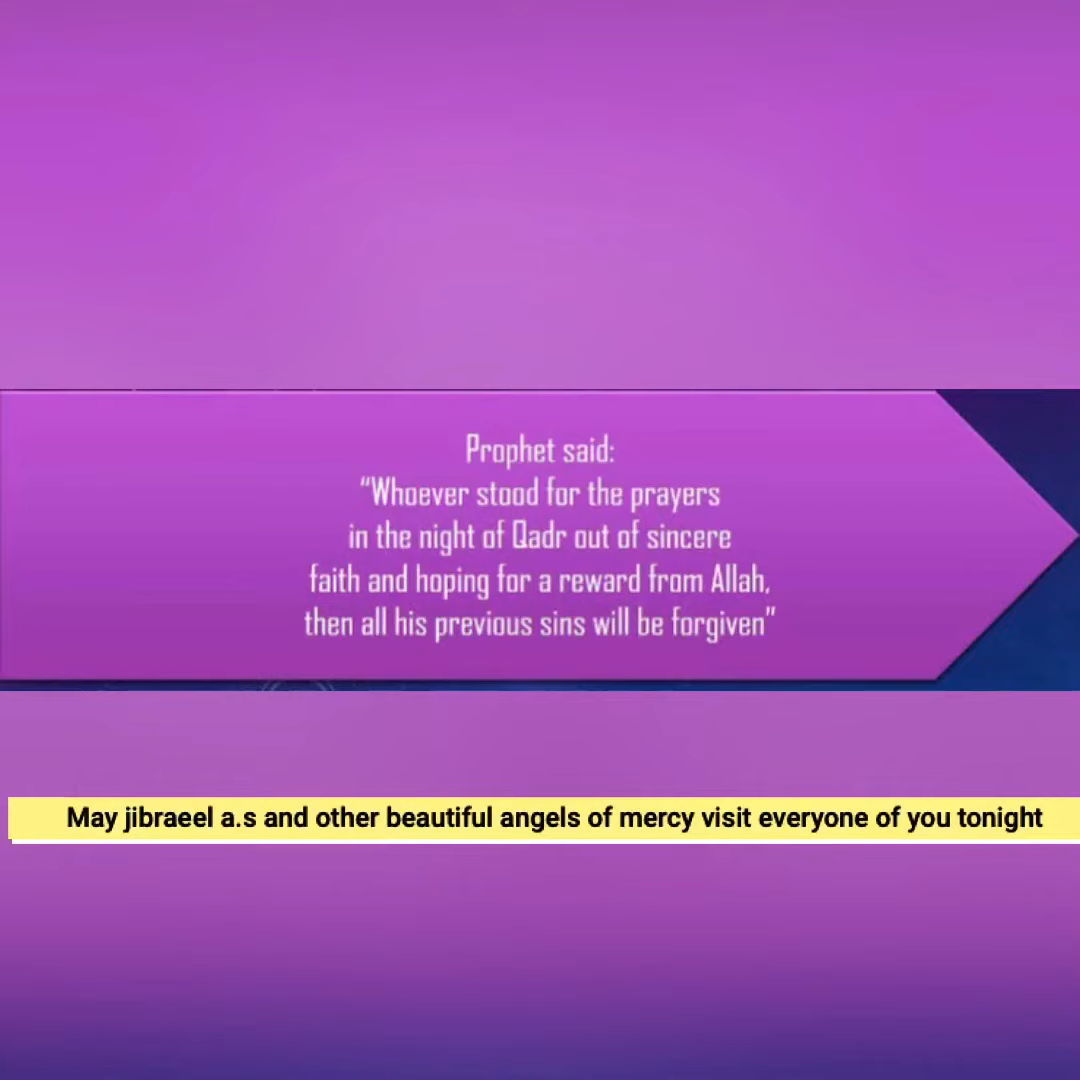 Prophet said:
“Whoever stood for the prayers
in the night of Qadr out of sincere
faith and hoping for a reward from Allah,
then all his previous sins will be forgiven”
May jibraeel a.s and other beautiful angels of mercy visit everyone of you tonight